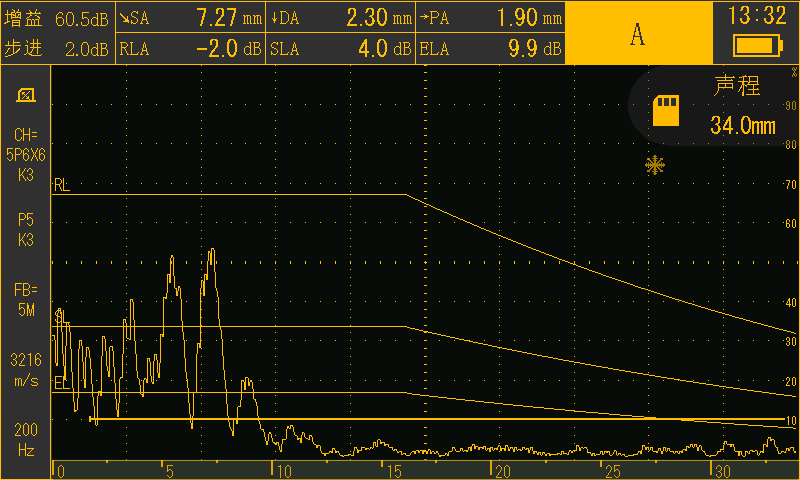 增益 60.5dB ↘SA 7.27 mm ↓DA 2.30 mm →PA 1.90 mm A 13:32
步进 2.0dB RLA -2.0 dB SLA 4.0 dB ELA 9.9 dB
声程
34.0mm
%
90
80
70
60
50
40
30
20
10
CH=
5P6X6
K3
P5
K3
FB=
5M
3216
m/s
200
Hz
RL
SL
EL
0 5 10 15 20 25 30